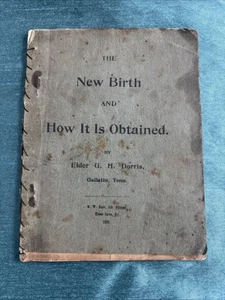 THE
New Birth
AND
How It Is Obtained.
BY
Elder G. H. Dorris,
Gallatin, Tenn.